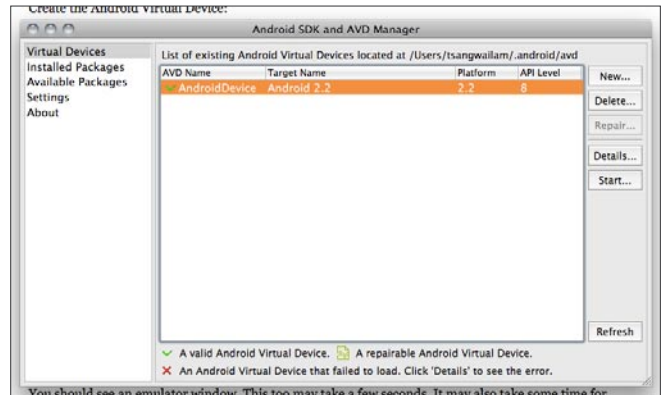 Create the Android Virtual Device:
Android SDK and AVD Manager
Virtual Devices
Installed Packages
Available Packages
Settings
About
List of existing Android Virtual Devices located at /Users/tsangwailam/.android/avd
AVD Name Target Name Platform API Level
AndroidDevice Android 2.2 2.2 8
New...
Delete...
Repair...
Details...
Start...
Refresh
A valid Android Virtual Device. A repairable Android Virtual Device.
An Android Virtual Device that failed to load. Click 'Details' to see the error.
You should see an emulator window. This too may take a few seconds. It may also take some time for